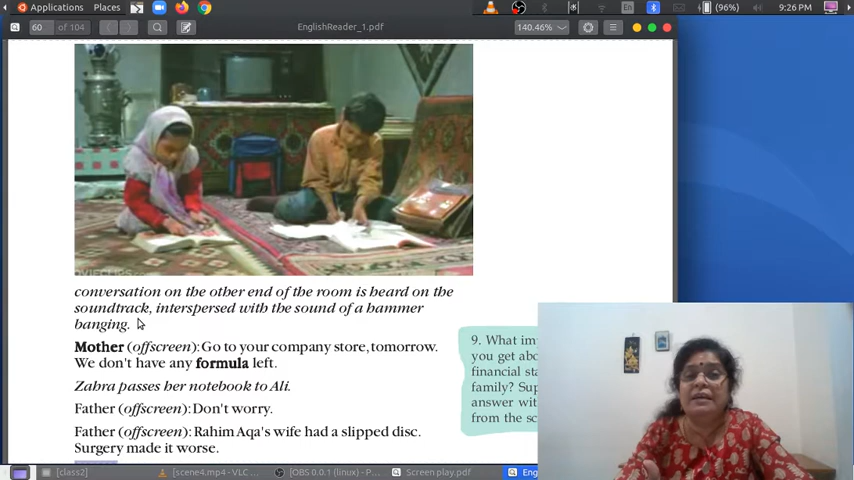 Applications
Places
En
(96%)
9:26 PM
60
of 104
EnglishReader_1.pdf
140.46%
conversation on the other end of the room is heard on the
soundtrack, interspersed with the sound of a hammer
banging.
Mother (offscreen): Go to your company store, tomorrow.
We don't have any formula left.
Zahra passes her notebook to Ali.
Father (offscreen): Don't worry.
Father (offscreen): Rahim Aqa's wife had a slipped disc.
Surgery made it worse.
9. What im
you get abo
financial sta
family? Sup
answer wit
from the sc
[class2]
[scene4.mp4 - VLC ...
[OBS 0.0.1 (linux) - P...
Screen play.pdf
Eng